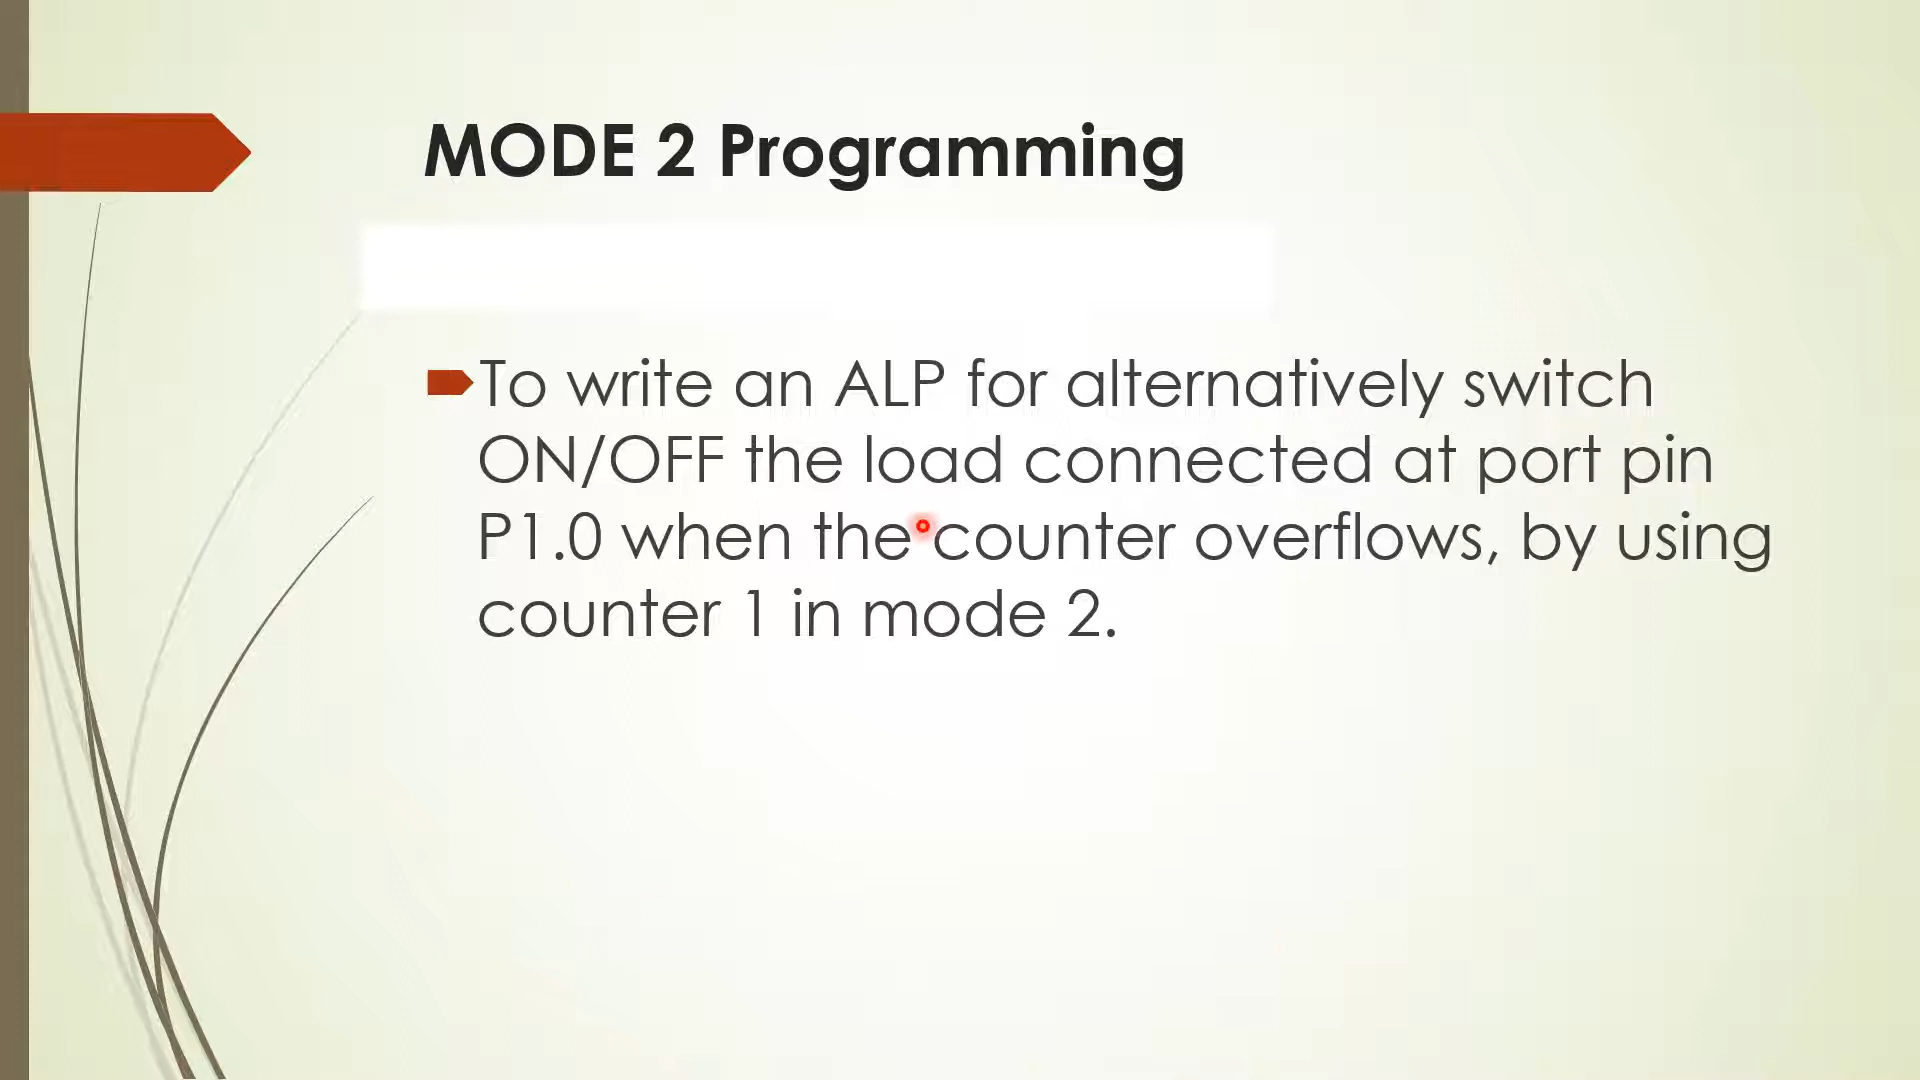 MODE 2 Programming
To write an ALP for alternatively switch
ON/OFF the load connected at port pin
P1.0 when the counter overflows, by using
counter 1 in mode 2.